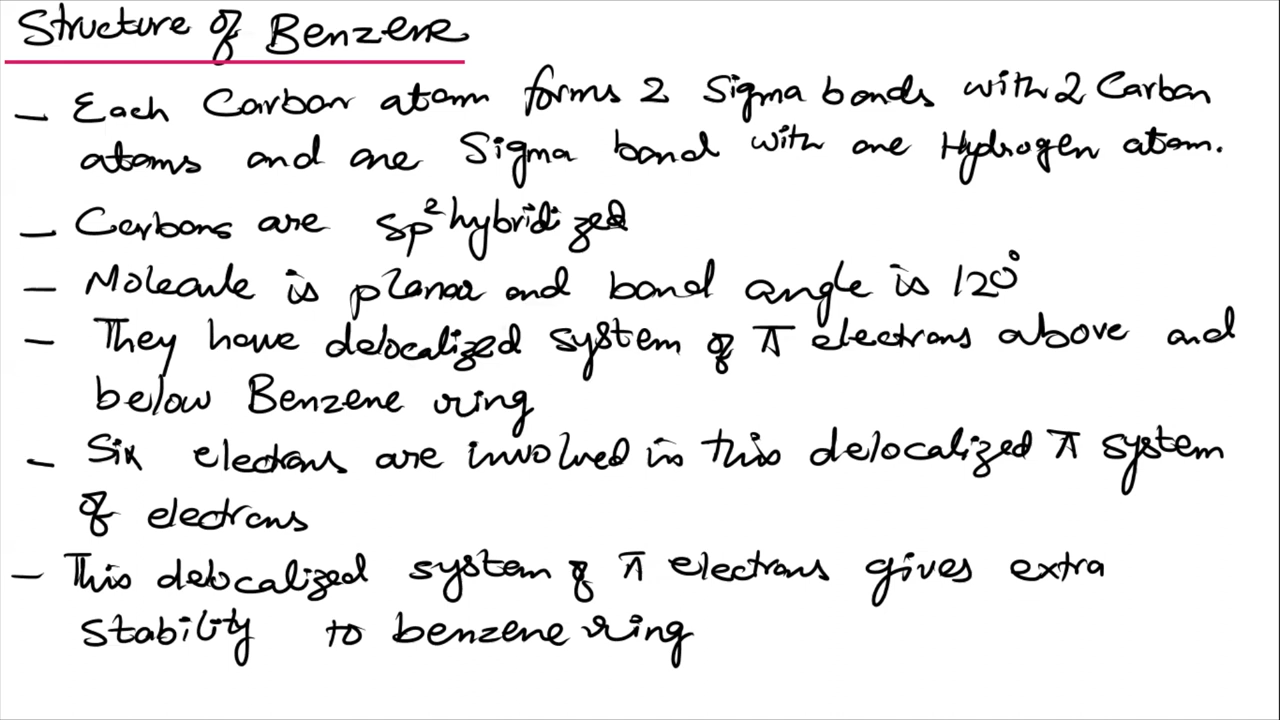 Structure of Benzene
- Each Carbon atom forms 2 Sigma bonds with 2 Carbon
atoms and one Sigma bond with one Hydrogen atom.
- Carbons are sp² hybridized
- Molecule is planar and bond angle is 120°
- They have delocalized system of π electrons above and
below Benzene ring
- Six electrons are involved in this delocalized π system
of electrons
- This delocalized system of π electrons gives extra
stability to benzene ring